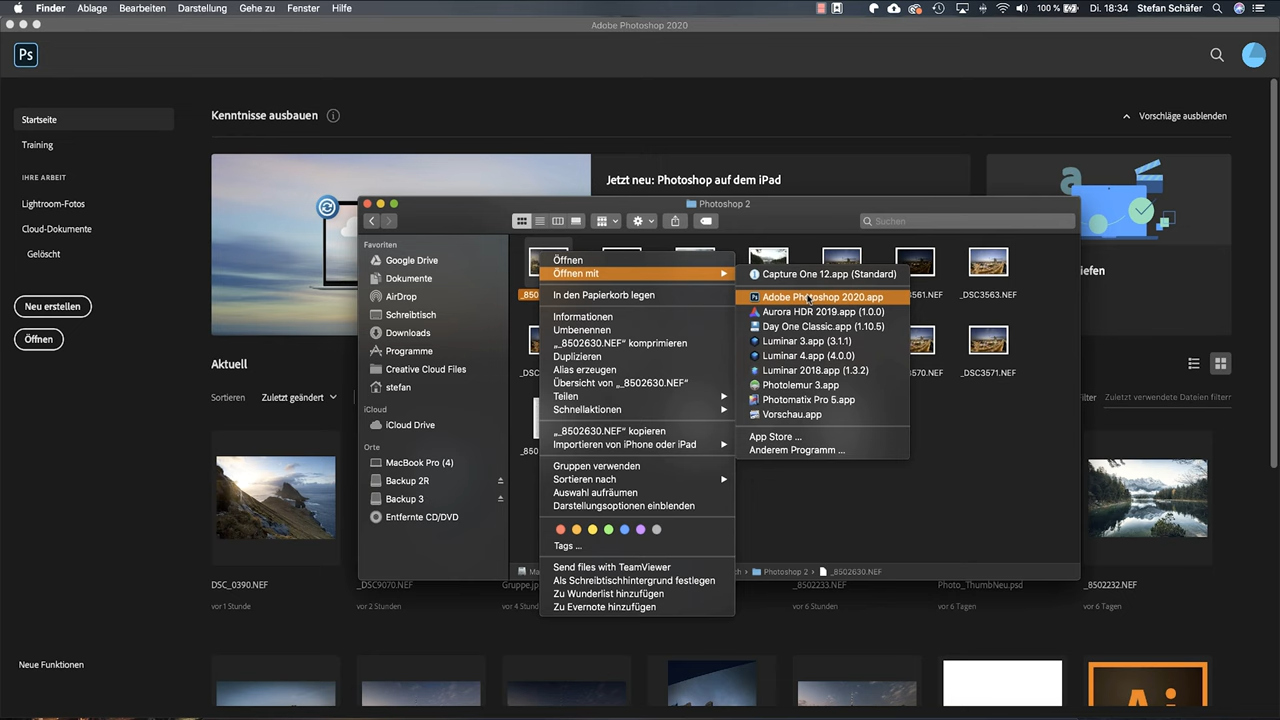 Finder Ablage Bearbeiten Darstellung Gehe zu Fenster Hilfe 100 % Di. 18:34 Stefan Schäfer
Adobe Photoshop 2020
Ps
Startseite
Training
IHRE ARBEIT
Lightroom-Fotos
Cloud-Dokumente
Gelöscht
Neu erstellen
Öffnen
Neue Funktionen
Kenntnisse ausbauen
Vorschläge ausblenden
Jetzt neu: Photoshop auf dem iPad
Photoshop 2
Suchen
Favoriten
Google Drive
Dokumente
AirDrop
Schreibtisch
Downloads
Programme
Creative Cloud Files
stefan
iCloud
iCloud Drive
Orte
MacBook Pro (4)
Backup 2R
Backup 3
Entfernte CD/DVD
_DSC3563.NEF
_DSC3571.NEF
Öffnen
Öffnen mit
In den Papierkorb legen
Informationen
Umbenennen
„_8502630.NEF“ komprimieren
Duplizieren
Alias erzeugen
Übersicht von „_8502630.NEF“
Teilen
Schnellaktionen
„_8502630.NEF“ kopieren
Importieren von iPhone oder iPad
Gruppen verwenden
Sortieren nach
Auswahl aufräumen
Darstellungsoptionen einblenden
Tags ...
Send files with TeamViewer
Als Schreibtischhintergrund festlegen
Zu Wunderlist hinzufügen
Zu Evernote hinzufügen
Capture One 12.app (Standard)
Adobe Photoshop 2020.app
Aurora HDR 2019.app (1.0.0)
Day One Classic.app (1.10.5)
Luminar 3.app (3.1.1)
Luminar 4.app (4.0.0)
Luminar 2018.app (1.3.2)
Photolemur 3.app
Photomatix Pro 5.app
Vorschau.app
App Store ...
Anderem Programm ...
Photoshop 2 _8502630.NEF
Aktuell
Sortieren Zuletzt geändert
Zuletzt verwendete Dateien filtern
DSC_0390.NEF
vor 1 Stunde
_DSC9070.NEF
vor 2 Stunden
_8502233.NEF
vor 6 Stunden
Photo_ThumbNeu.psd
vor 6 Tagen
_8502232.NEF
vor 6 Tagen